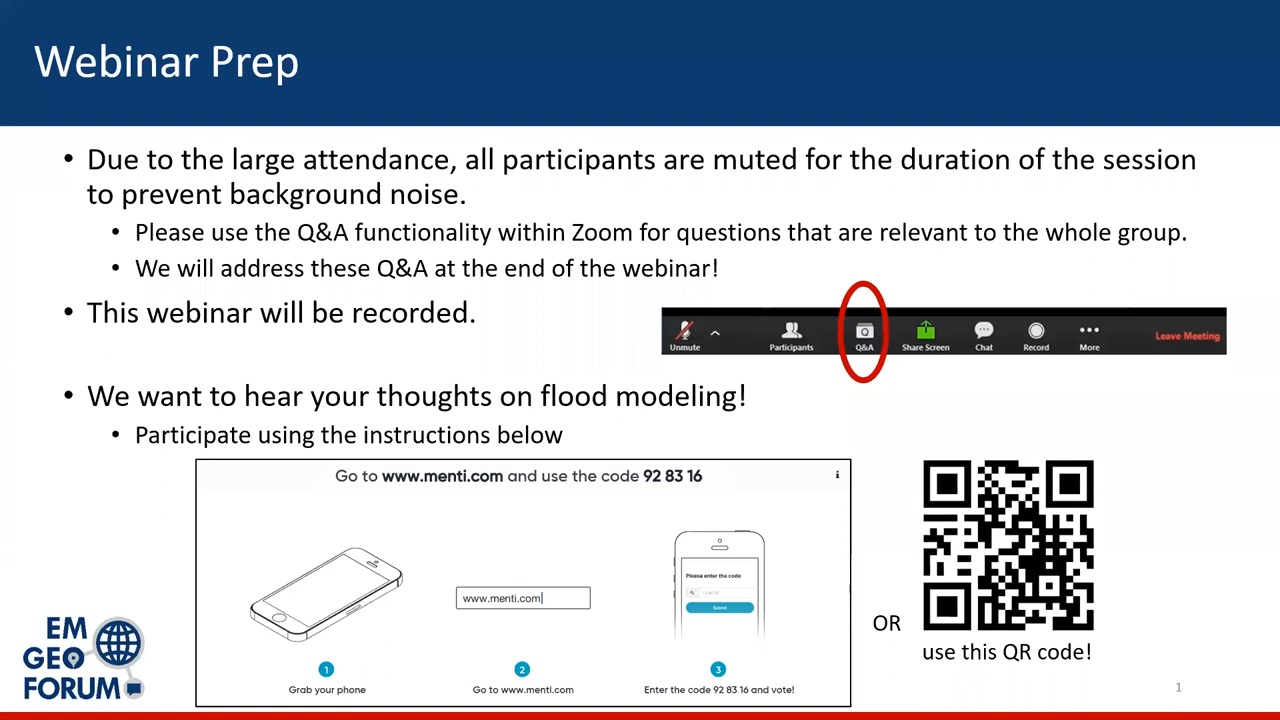 Webinar Prep
• Due to the large attendance, all participants are muted for the duration of the session
to prevent background noise.
• Please use the Q&A functionality within Zoom for questions that are relevant to the whole group.
• We will address these Q&A at the end of the webinar!
• This webinar will be recorded.
Unmute Participants Q&A Share Screen Chat Record More Leave Meeting
• We want to hear your thoughts on flood modeling!
• Participate using the instructions below
Go to www.menti.com and use the code 92 83 16
Please enter the code
www.menti.com
Submit
1 2 3
Grab your phone Go to www.menti.com Enter the code 92 83 16 and vote!
OR
use this QR code!
EM
GEO
FORUM
1